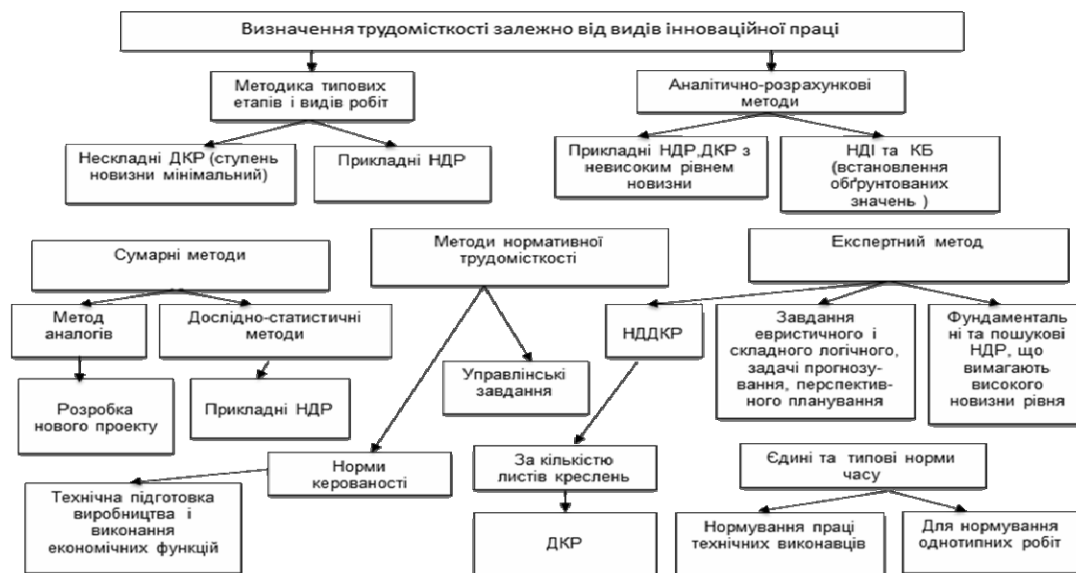 Визначення трудомісткості залежно від видів інноваційної праці
Методика типових
етапів і видів робіт
Аналітично-розрахункові
методи
Нескладні ДКР (ступень
новизни мінімальний)
Прикладні НДР
Прикладні НДР,ДКР з
невисоким рівнем
новизни
НДІ та КБ
(встановлення
обґрунтованих
значень )
Сумарні методи
Методи нормативної
трудомісткості
Експертний метод
Метод
аналогів
Дослідно-статистичні
методи
НДДКР
Завдання
евристичного і
складного логічного,
задачі прогнозу-
вання, перспектив-
ного планування
Фундаменталь
ні та пошукові
НДР, що
вимагають
високого
новизни рівня
Розробка
нового проекту
Прикладні НДР
Управлінські
завдання
Норми
керованості
За кількістю
листів креслень
Єдині та типові норми
часу
Технічна підготовка
виробництва і
виконання
економічних функцій
ДКР
Нормування праці
технічних виконавців
Для нормування
однотипних робіт